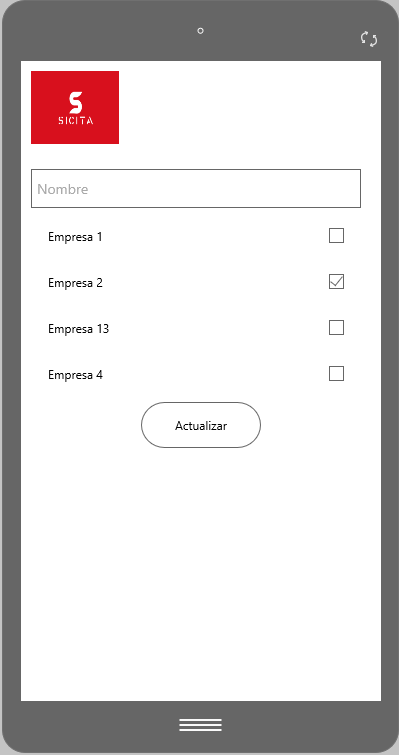 SICITA
Nombre
Empresa 1
Empresa 2
Empresa 13
Empresa 4
Actualizar